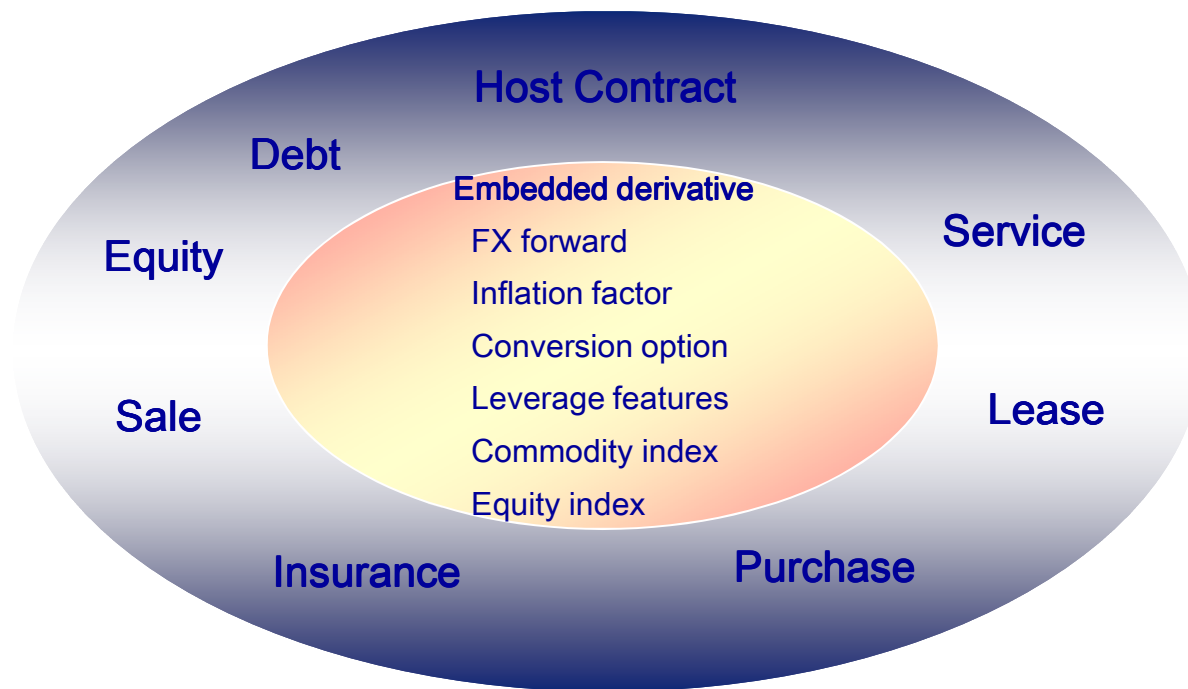 Host Contract
Debt
Embedded derivative
Service
FX forward
Equity
Inflation factor
Conversion option
Leverage features
Sale
Lease
Commodity index
Equity index
Insurance
Purchase